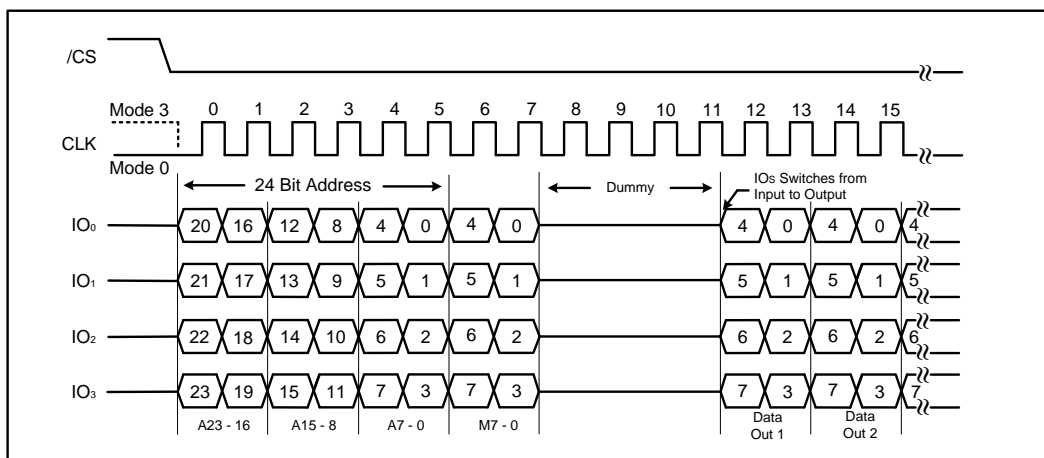 /CS
Mode 3 0 1 2 3 4 5 6 7 8 9 10 11 12 13 14 15
CLK
Mode 0
24 Bit Address Dummy IOs Switches from
Input to Output
IO0 20 16 12 8 4 0 4 0 4 0 4 0 4
IO1 21 17 13 9 5 1 5 1 5 1 5 1 5
IO2 22 18 14 10 6 2 6 2 6 2 6 2 6
IO3 23 19 15 11 7 3 7 3 7 3 7 3 7
A23 - 16 A15 - 8 A7 - 0 M7 - 0 Data Data
Out 1 Out 2